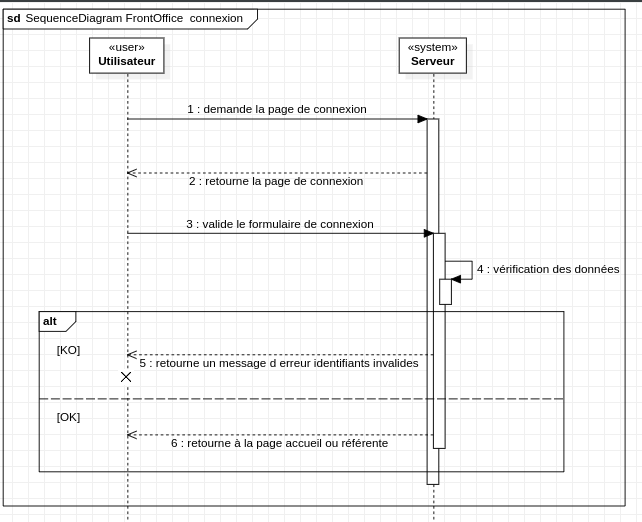 sd SequenceDiagram FrontOffice connexion
«user»
Utilisateur
«system»
Serveur
1 : demande la page de connexion
2 : retourne la page de connexion
3 : valide le formulaire de connexion
4 : vérification des données
alt
[KO]
5 : retourne un message d erreur identifiants invalides
[OK]
6 : retourne à la page accueil ou référente